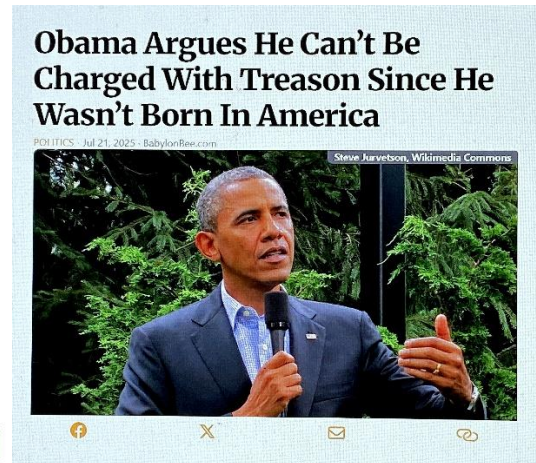 Obama Argues He Can’t Be
Charged With Treason Since He
Wasn’t Born In America
POLITICS · Jul 21, 2025 · BabylonBee.com
Steve Jurvetson, Wikimedia Commons